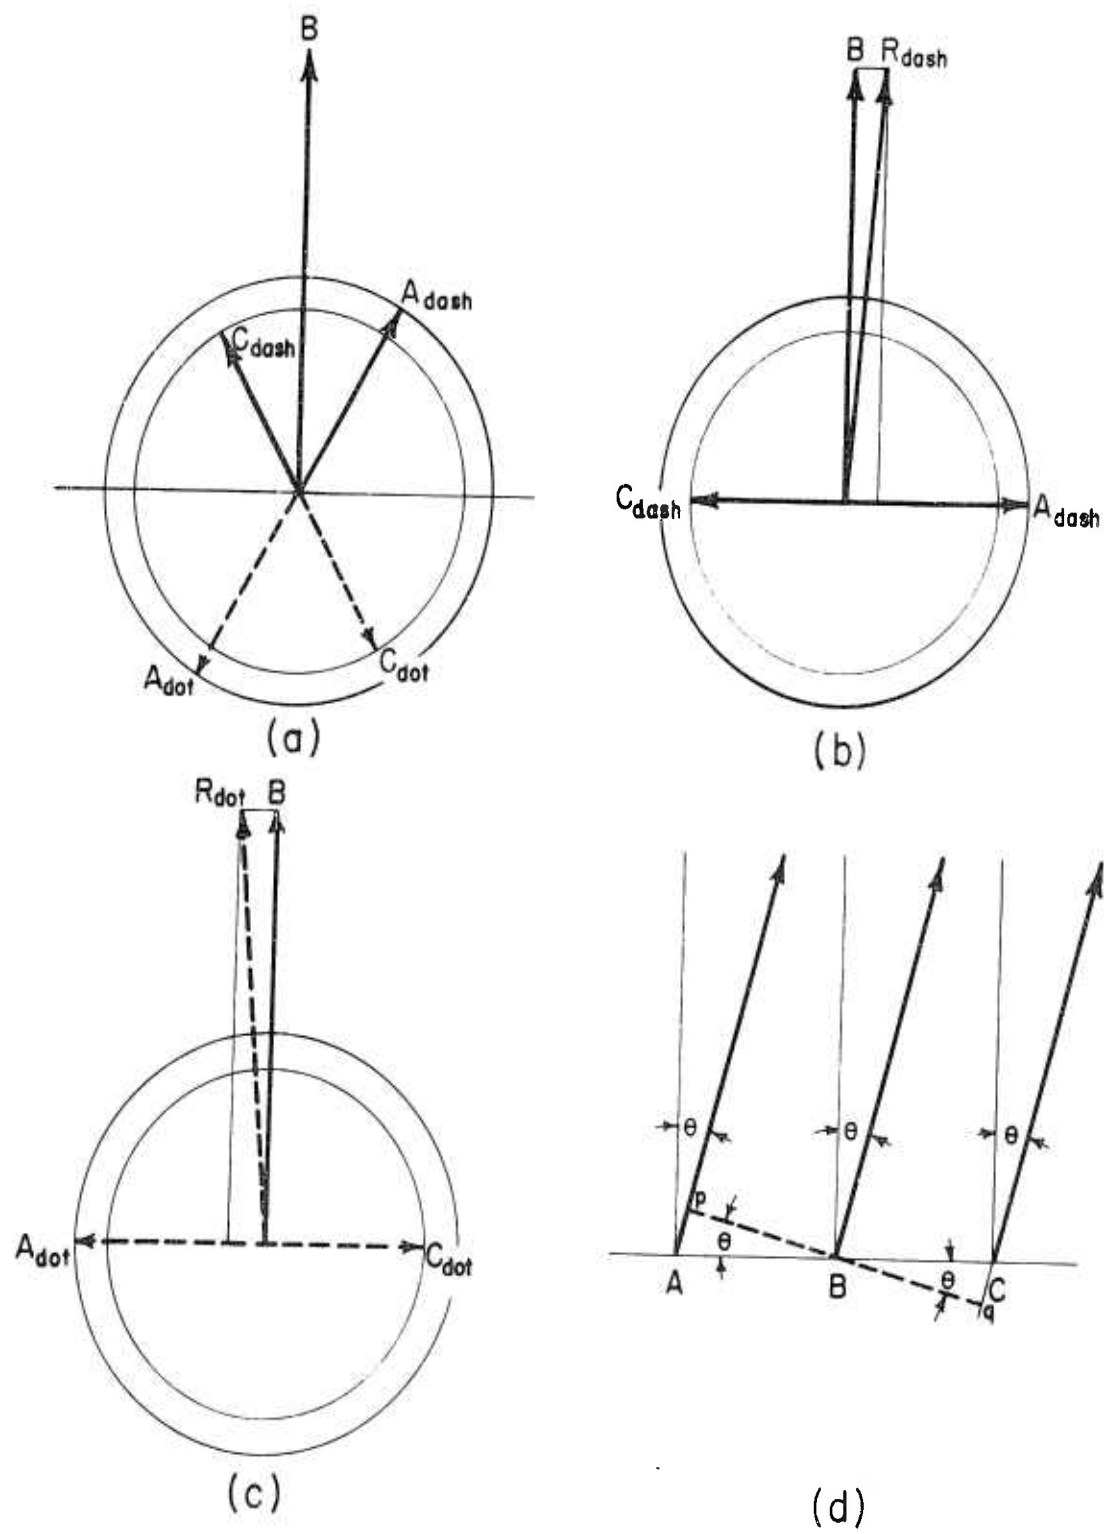 B
A dash
C dash
A dot
C dot
(a)
B R dash
C dash
A dash
(b)
R dot B
A dot
C dot
(c)
θ θ θ
p
θ
θ
A B C
q
(d)